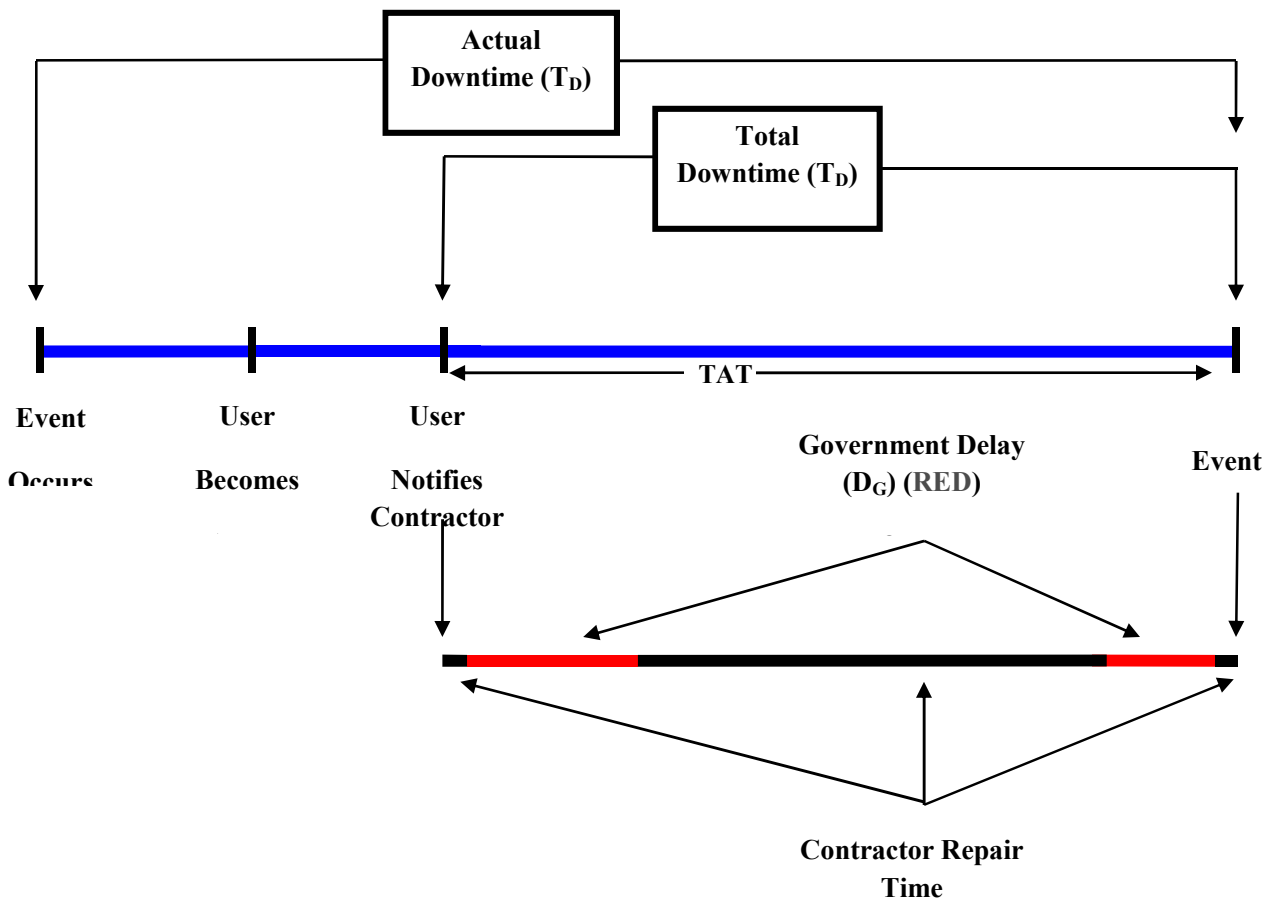 Actual
Downtime (TD)
Total
Downtime (TD)
TAT
Event
Occurs
User
Becomes
User
Notifies
Contractor
Government Delay
(DG) (RED)
Event
Contractor Repair
Time